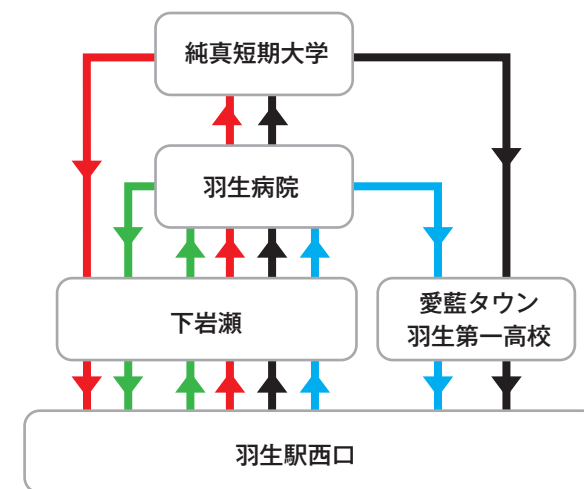 純真短期大学
羽生病院
下岩瀬
愛藍タウン
羽生第一高校
羽生駅西口